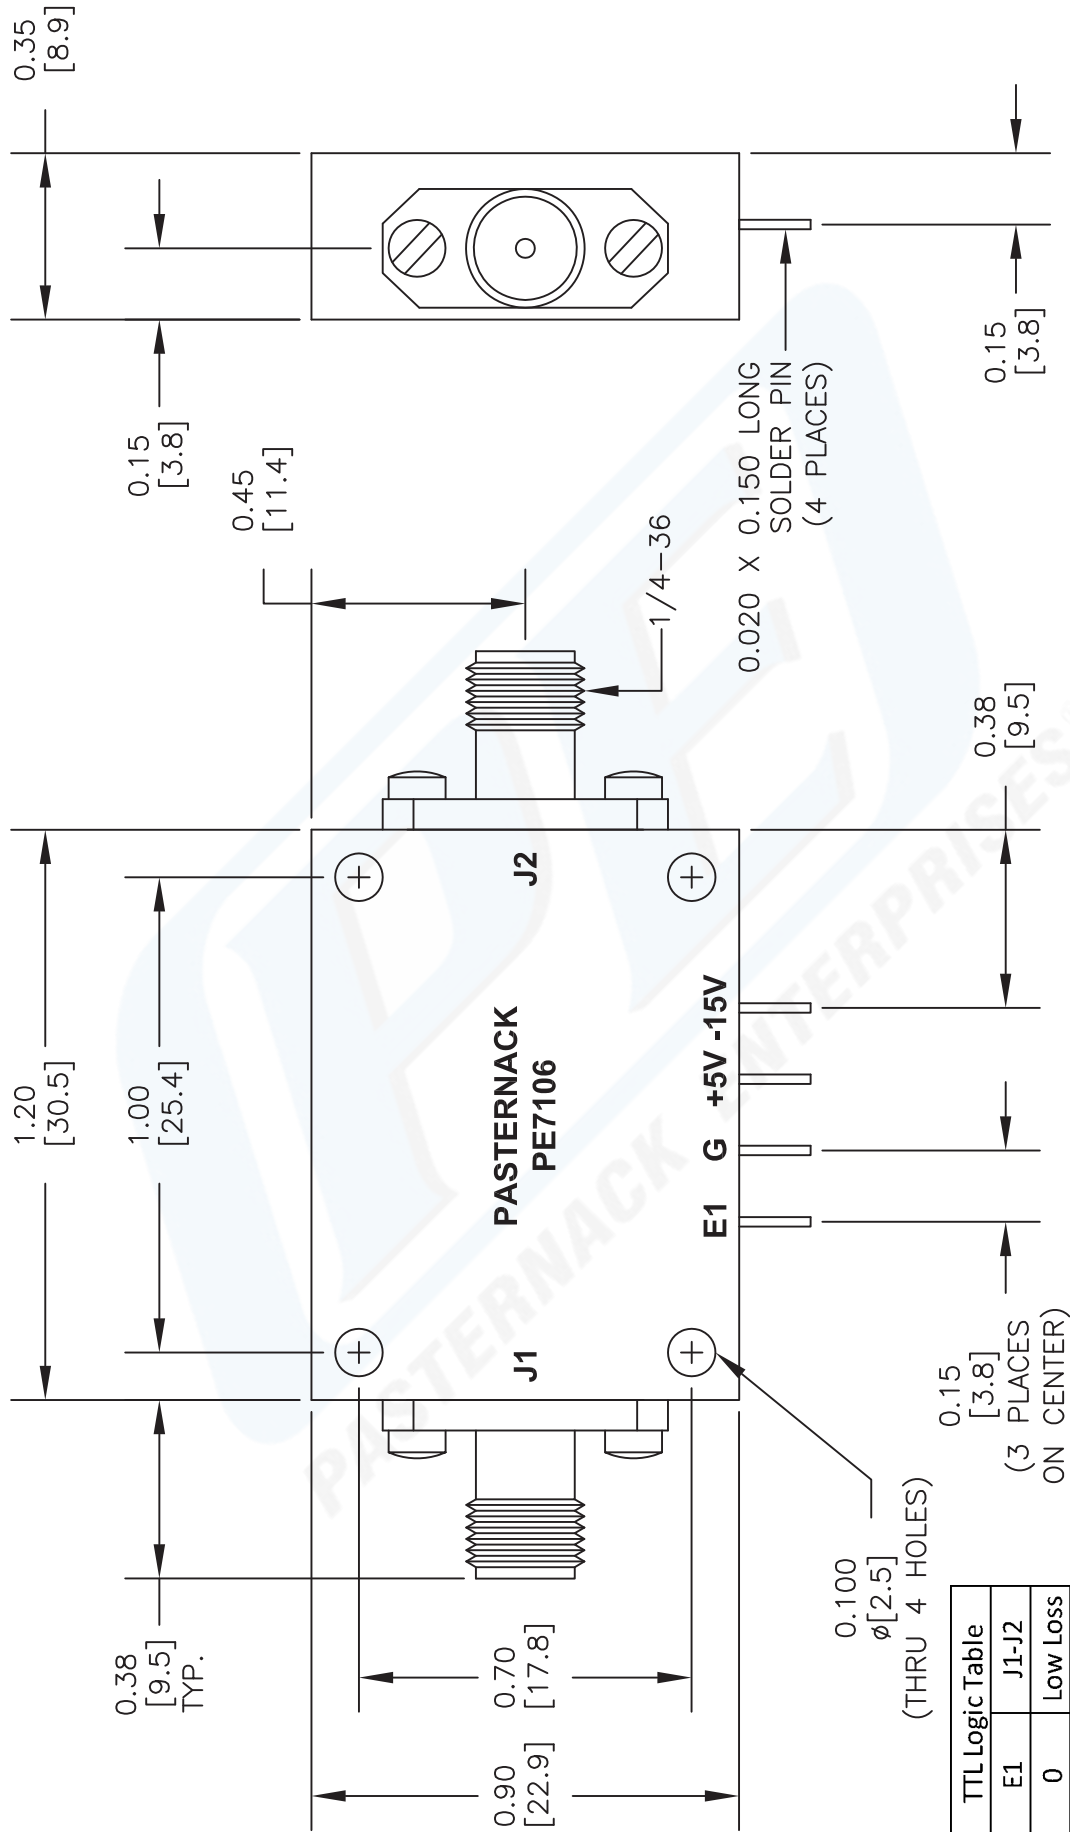 0.35
[8.9]
0.15
[3.8]
0.45
[11.4]
1/4-36
0.020 X 0.150 LONG
SOLDER PIN
(4 PLACES)
0.15
[3.8]
0.38
[9.5]
1.20
[30.5]
1.00
[25.4]
J2
PASTERNACK
PE7106
J1
E1 G +5V -15V
0.15
[3.8]
(3 PLACES
ON CENTER)
0.38
[9.5]
TYP.
0.70
[17.8]
0.90
[22.9]
0.100
ø[2.5]
(THRU 4 HOLES)
TTL Logic Table
E1 J1-J2
0 Low Loss
PE
PASTERNACK ENTERPRISES®